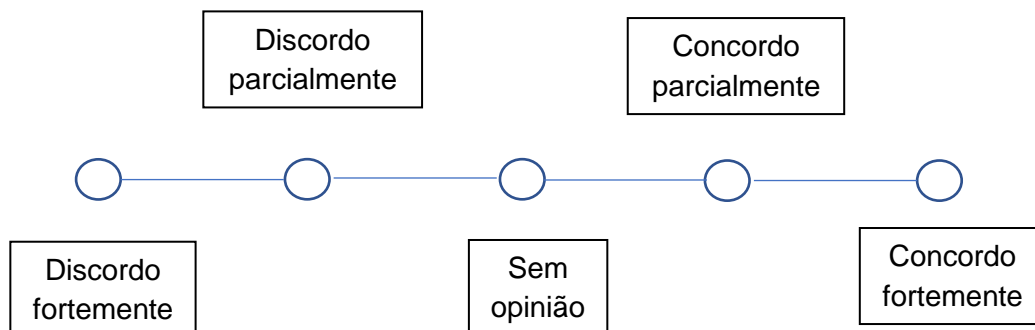 Discordo
parcialmente
Concordo
parcialmente
Discordo
fortemente
Sem
opinião
Concordo
fortemente